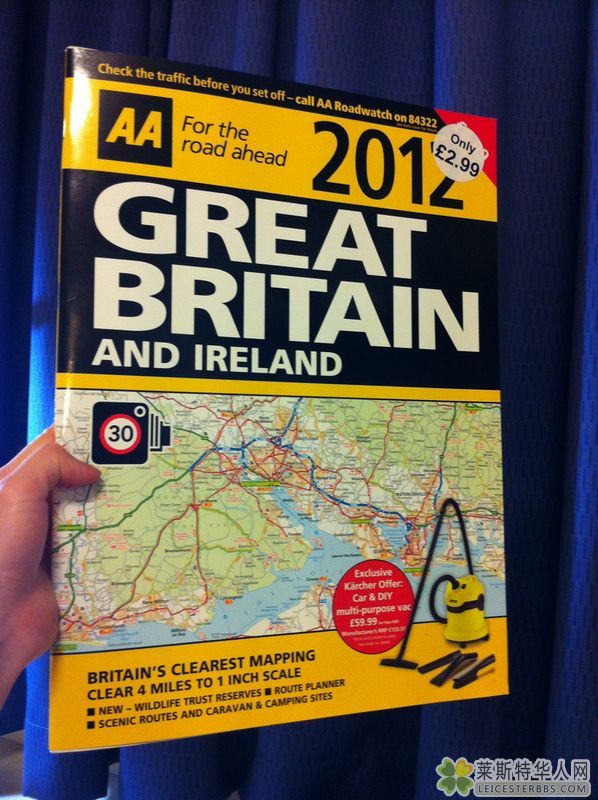 Check the traffic before you set off – call AA Roadwatch on 84322
AA
For the
road ahead
2012
Only
£2.99
GREAT
BRITAIN
AND IRELAND
30
SOUTHAMPTON
Exclusive
Kärcher Offer:
Car & DIY
multi-purpose vac
£59.99
Manufacturer's RRP
BRITAIN'S CLEAREST MAPPING
CLEAR 4 MILES TO 1 INCH SCALE
■ NEW – WILDLIFE TRUST RESERVES ■ ROUTE PLANNER
■ SCENIC ROUTES AND CARAVAN & CAMPING SITES
莱斯特华人网
LEICESTERBBS.COM